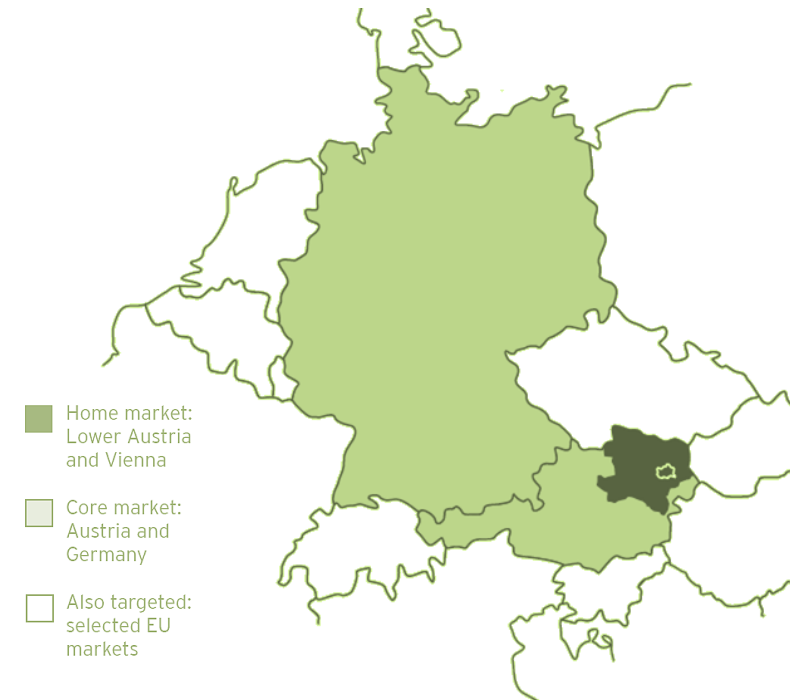 Home market:
Lower Austria
and Vienna
Core market:
Austria and
Germany
Also targeted:
selected EU
markets